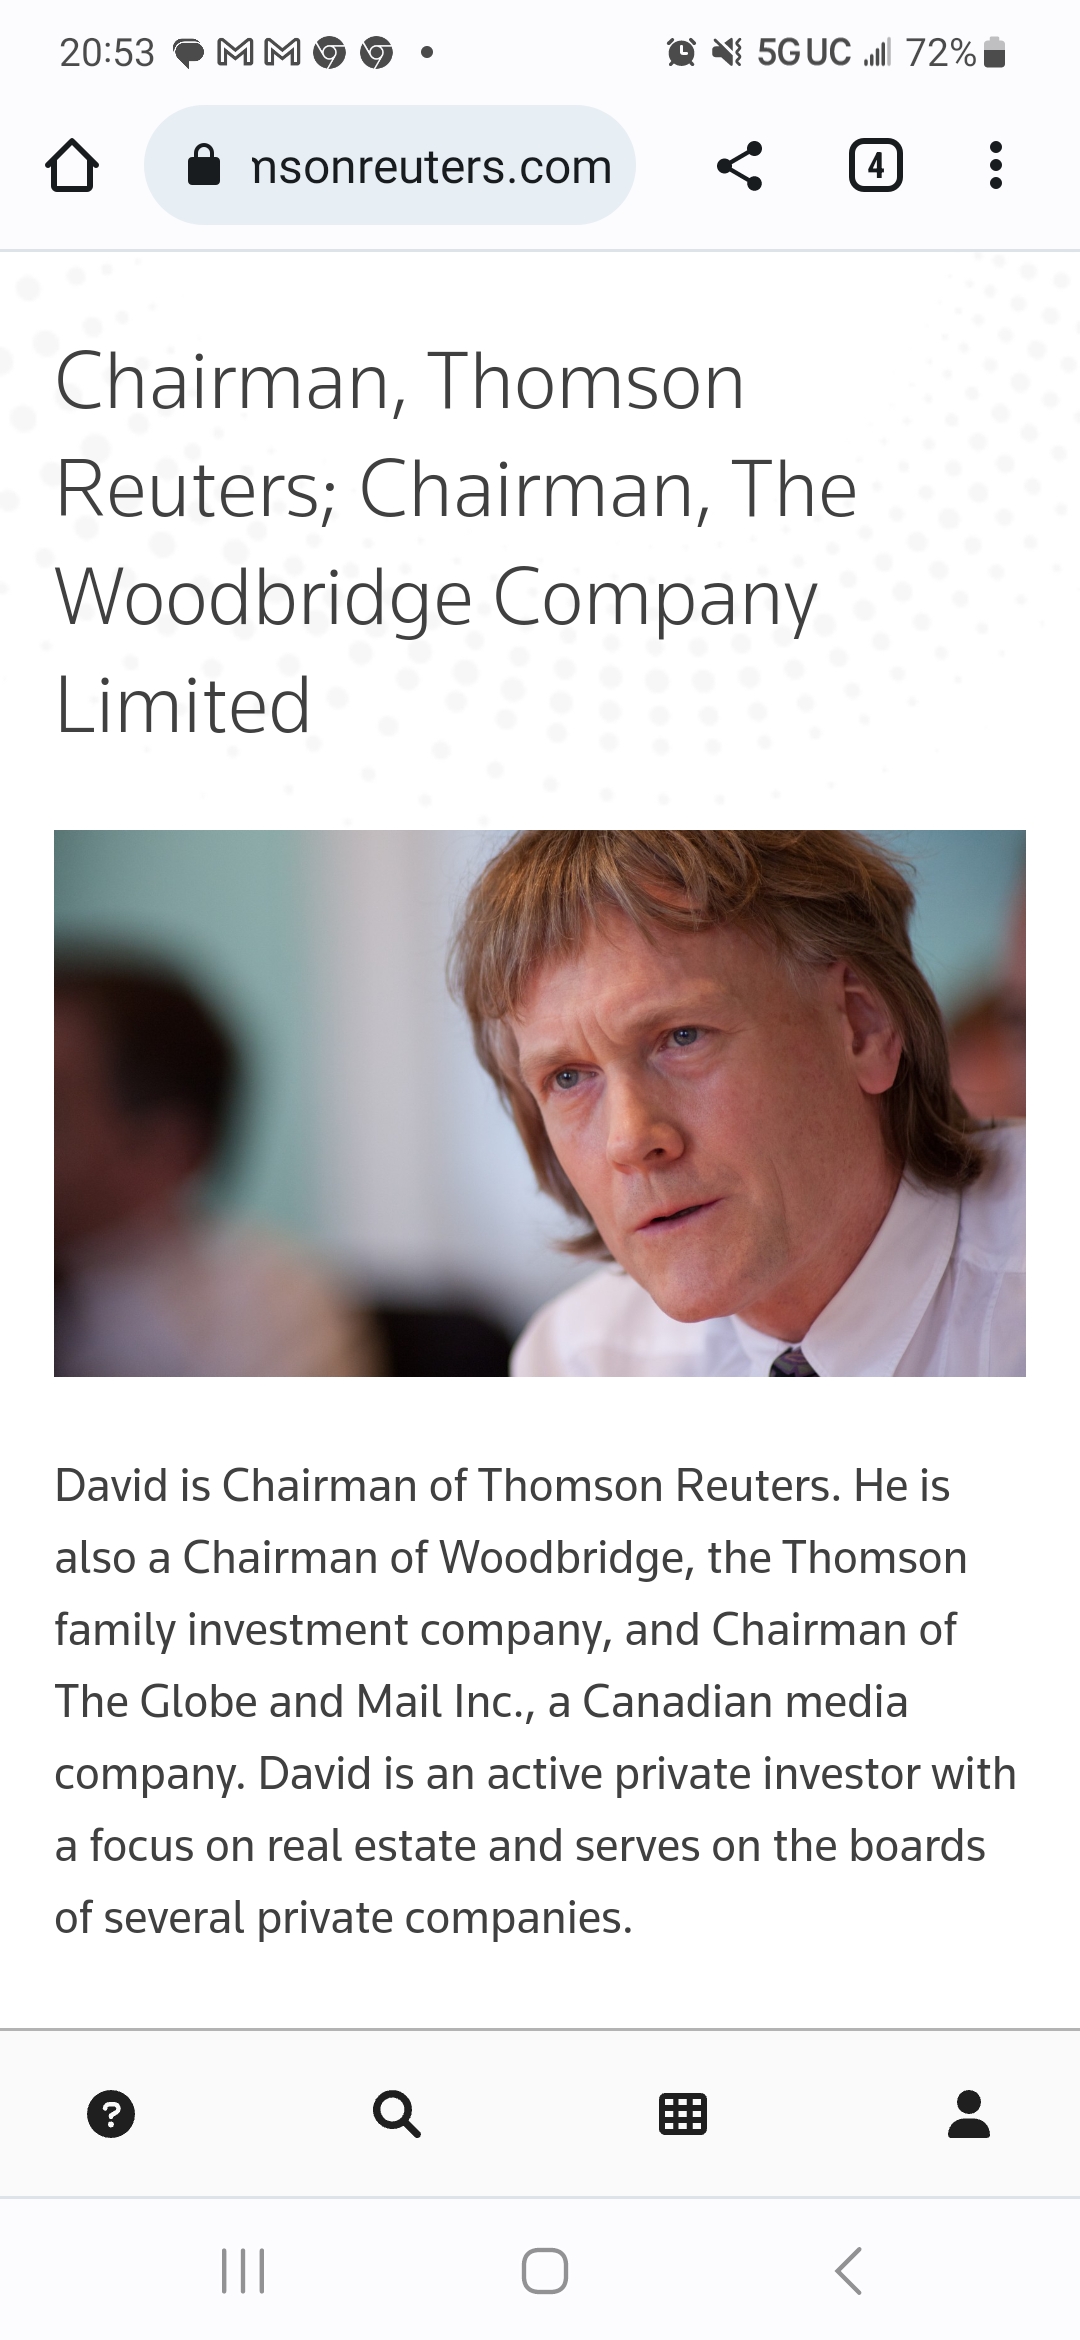 20:53 5G UC 72%
nsonreuters.com 4
Chairman, Thomson
Reuters; Chairman, The
Woodbridge Company
Limited
David is Chairman of Thomson Reuters. He is
also a Chairman of Woodbridge, the Thomson
family investment company, and Chairman of
The Globe and Mail Inc., a Canadian media
company. David is an active private investor with
a focus on real estate and serves on the boards
of several private companies.